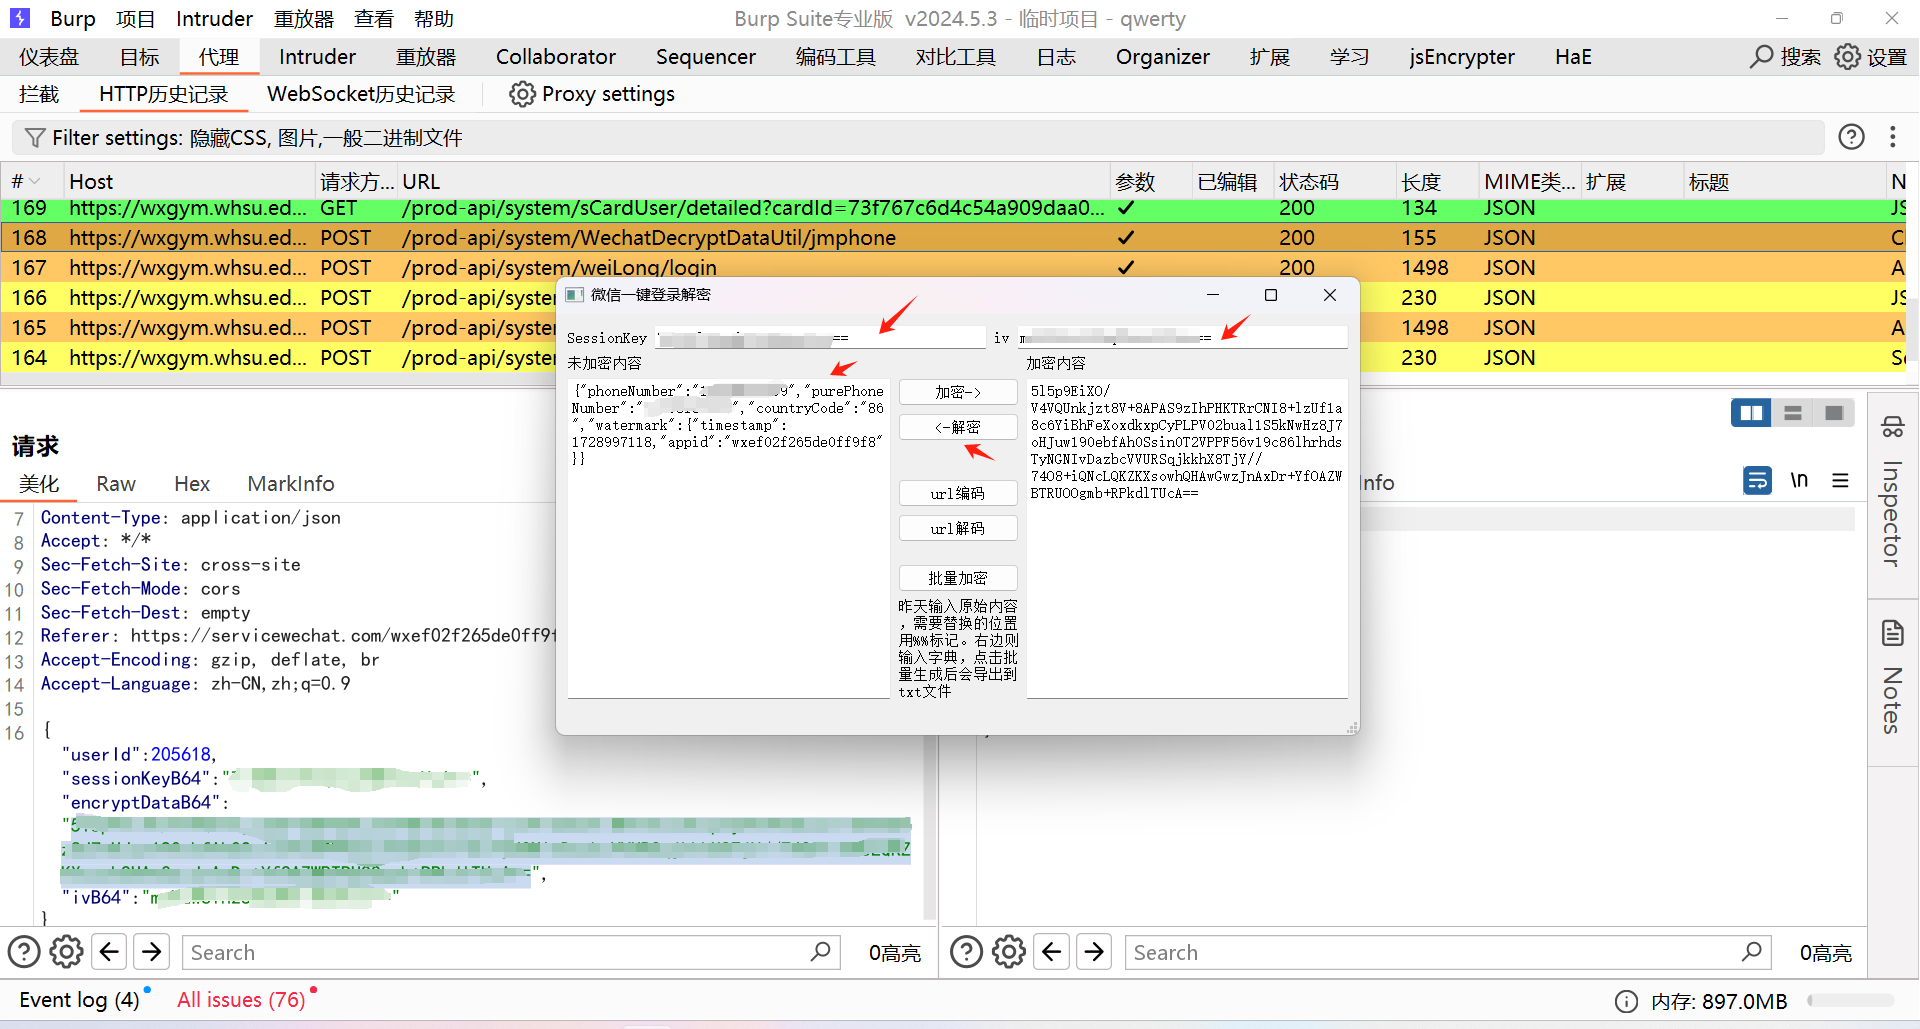 Burp 项目 Intruder 重放器 查看 帮助 Burp Suite专业版 v2024.5.3 - 临时项目 - qwerty
仪表盘 目标 代理 Intruder 重放器 Collaborator Sequencer 编码工具 对比工具 日志 Organizer 扩展 学习 jsEncrypter HaE 搜索 设置
拦截 HTTP历史记录 WebSocket历史记录 Proxy settings
Filter settings: 隐藏CSS, 图片,一般二进制文件
# Host 请求方... URL 参数 已编辑 状态码 长度 MIME类... 扩展 标题 N
169 https://wxgym.whsu.ed... GET /prod-api/system/sCardUser/detailed?cardId=73f767c6d4c54a909daa0... ✓ 200 134 JSON JS
168 https://wxgym.whsu.ed... POST /prod-api/system/WechatDecryptDataUtil/jmphone ✓ 200 155 JSON
167 https://wxgym.whsu.ed... POST /prod-api/system/weiLong/login ✓ 200 1498 JSON A
166 https://wxgym.whsu.ed... POST /prod-api/syste 230 JSON JS
165 https://wxgym.whsu.ed... POST /prod-api/syste 1498 JSON A
164 https://wxgym.whsu.ed... POST /prod-api/syste 230 JSON
微信一键登录解密
SessionKey == iv m ==
未加密内容 加密内容
{"phoneNumber":"1 9","purePhone
Number":" ","countryCode":"86
","watermark":{"timestamp":
1728997118,"appid":"wxef02f265de0ff9f8"
}}
加密->
<-解密
url编码
url解码
批量加密
昨天输入原始内容
，需要替换的位置
用%%标记。右边则
输入字典，点击批
量生成后会导出到
txt文件
5l5p9EiXO/
V4VQUnkjzt8V+8APAS9zIhPHKTRrCNI8+lzUf1a
8c6YiBhFeXoxdkxpCyPLPV02bual1S5kNwHz8J7
oHJuw190ebfAh0Ssin0T2VPPF56v19c86lhrhds
TyNGNIvDazbcVVURSqjkkhX8TjY//
74O8+iQNcLQKZKXsowhQHAwGwzJnAxDr+YfOAZW
BTRUOOgmb+RPkdlTUcA==
请求
美化 Raw Hex MarkInfo nfo \n
7 Content-Type: application/json
8 Accept: */*
9 Sec-Fetch-Site: cross-site
10 Sec-Fetch-Mode: cors
11 Sec-Fetch-Dest: empty
12 Referer: https://servicewechat.com/wxef02f265de0ff9f
13 Accept-Encoding: gzip, deflate, br
14 Accept-Language: zh-CN,zh;q=0.9
15
16 {
"userId":205618,
"sessionKeyB64":" ",
"encryptDataB64":
"5
",
"ivB64":"m "
}
Inspector
Notes
Search 0高亮 Search 0高亮
Event log (4) All issues (76) 内存: 897.0MB